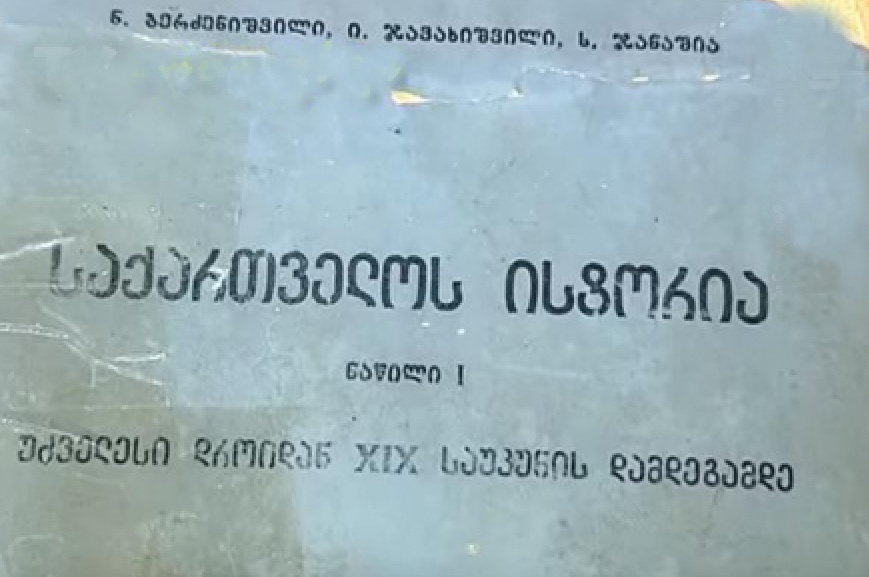 ნ. ბერძენიშვილი, ი. ჯავახიშვილი, ს. ჯანაშია
საქართველოს ისტორია
ნაწილი I
უძველესი დროიდან XIX საუკუნის დამდეგამდე